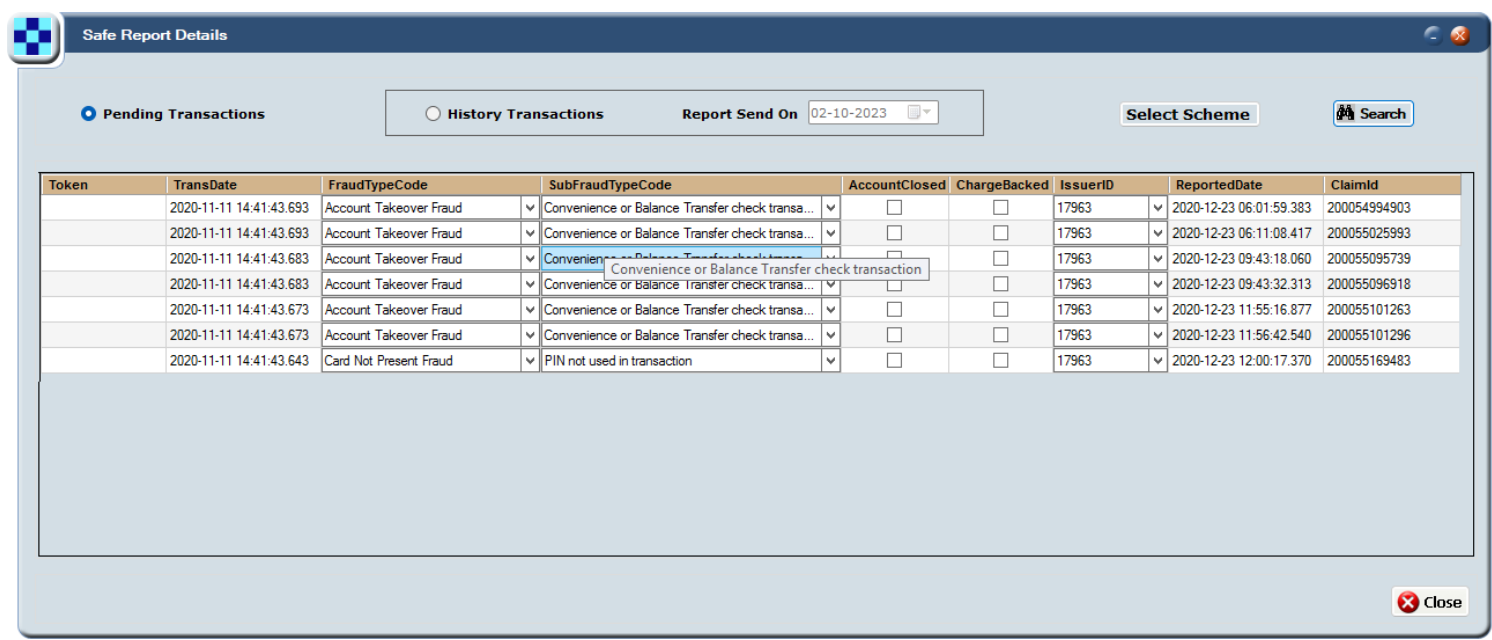 Safe Report Details
Pending Transactions History Transactions Report Send On 02-10-2023 Select Scheme Search
Token TransDate FraudTypeCode SubFraudTypeCode AccountClosed ChargeBacked IssuerID ReportedDate ClaimId
2020-11-11 14:41:43.693 Account Takeover Fraud Convenience or Balance Transfer check transa... 17963 2020-12-23 06:01:59.383 200054994903
2020-11-11 14:41:43.693 Account Takeover Fraud Convenience or Balance Transfer check transa... 17963 2020-12-23 06:11:08.417 200055025993
2020-11-11 14:41:43.683 Account Takeover Fraud Convenience or Balance Transfer check transa... 17963 2020-12-23 09:43:18.060 200055095739
Convenience or Balance Transfer check transaction
2020-11-11 14:41:43.683 Account Takeover Fraud Convenience or Balance Transfer check transa... 17963 2020-12-23 09:43:32.313 200055096918
2020-11-11 14:41:43.673 Account Takeover Fraud Convenience or Balance Transfer check transa... 17963 2020-12-23 11:55:16.877 200055101263
2020-11-11 14:41:43.673 Account Takeover Fraud Convenience or Balance Transfer check transa... 17963 2020-12-23 11:56:42.540 200055101296
2020-11-11 14:41:43.643 Card Not Present Fraud PIN not used in transaction 17963 2020-12-23 12:00:17.370 200055169483
Close